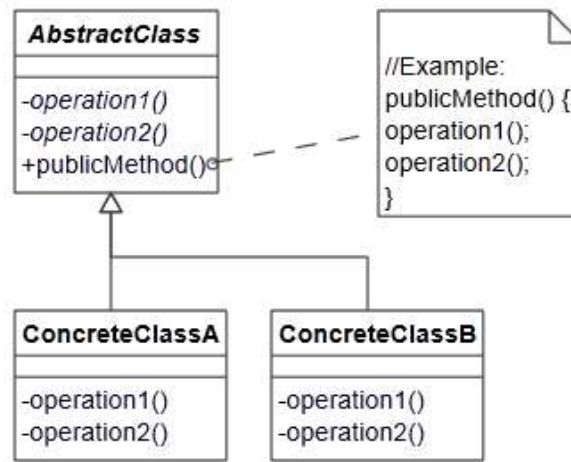 AbstractClass
-operation1()
-operation2()
+publicMethod()
//Example:
publicMethod() {
operation1();
operation2();
}
ConcreteClassA
-operation1()
-operation2()
ConcreteClassB
-operation1()
-operation2()